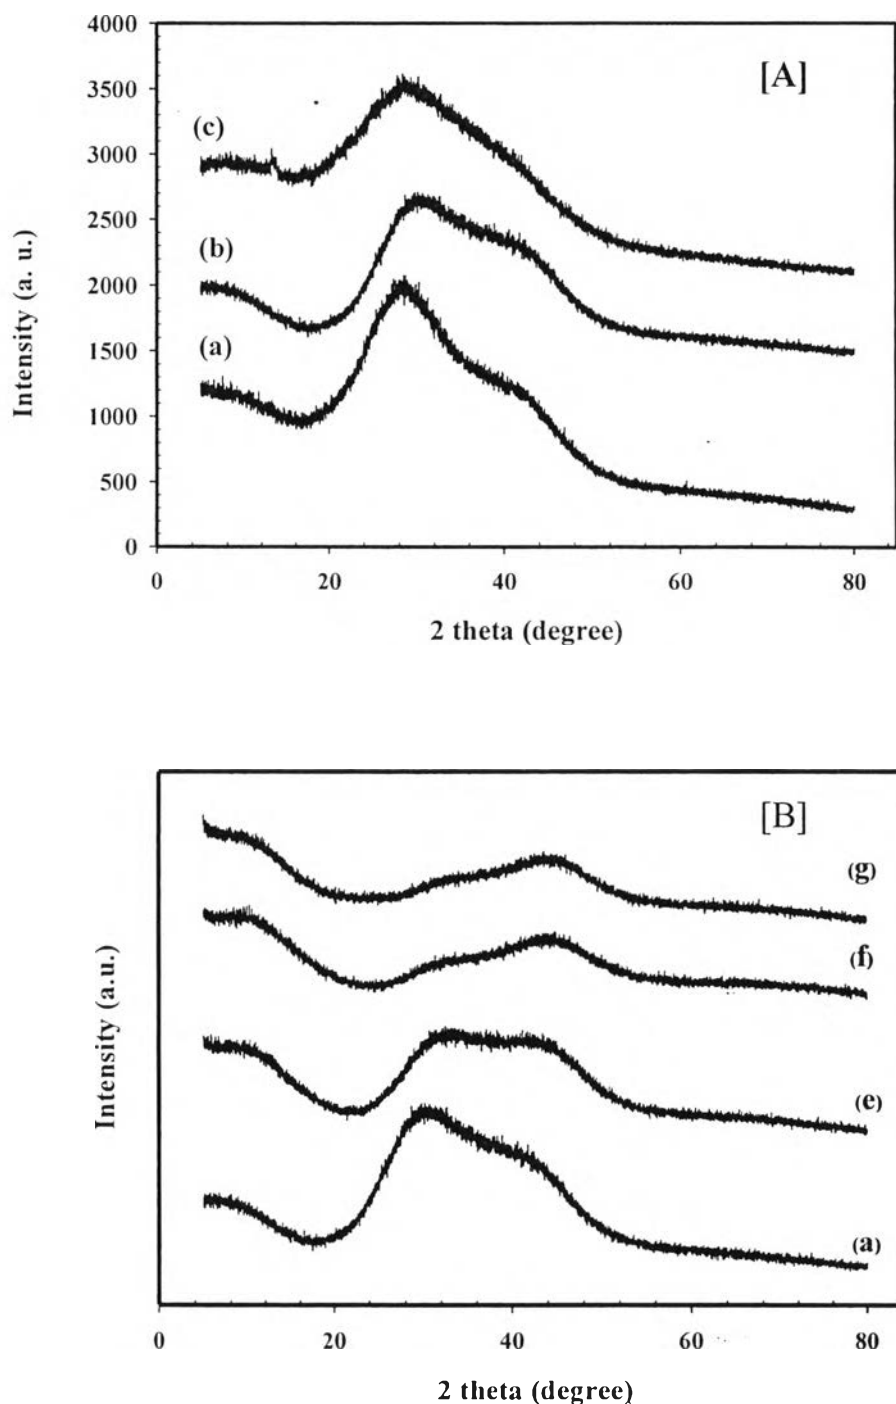 4000
[A]
3500
(c)
3000
2500
(b)
2000
(a)
1500
1000
500
0
Intensity (a. u.)
0 20 40 60 80
2 theta (degree)
[B]
(g)
(f)
(e)
(a)
Intensity (a.u.)
0 20 40 60 80
2 theta (degree)